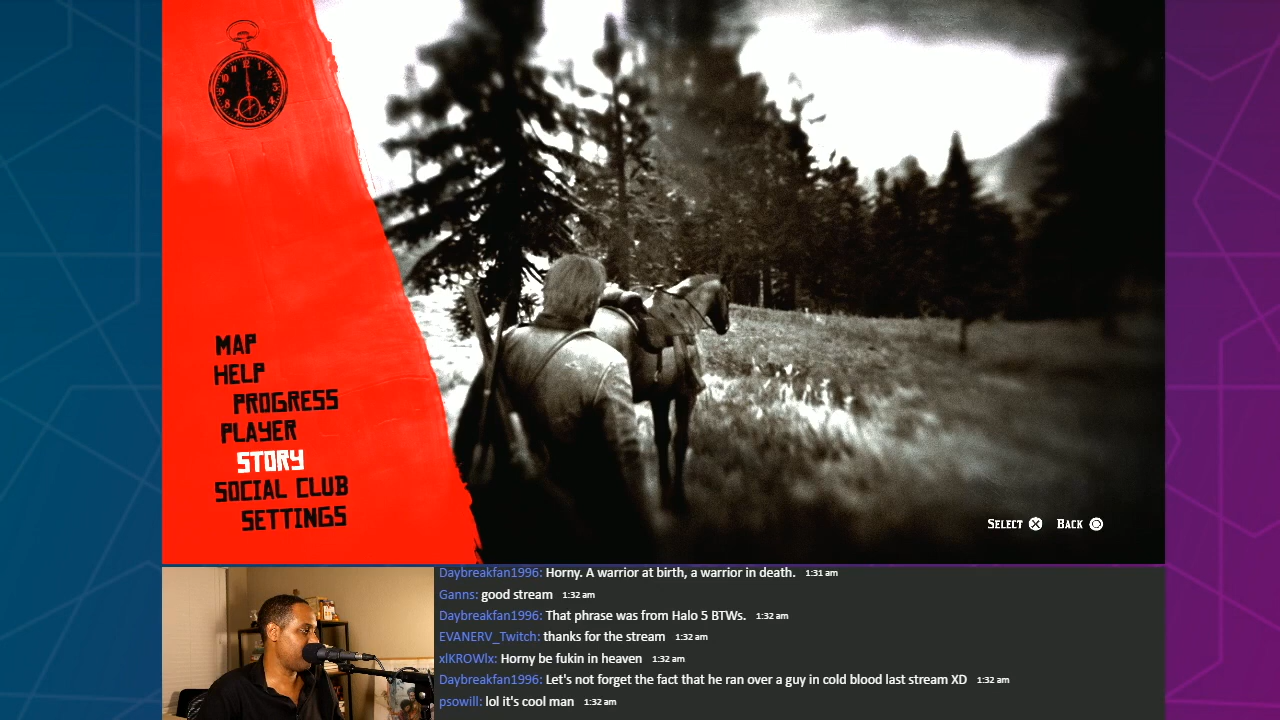 MAP
HELP
PROGRESS
PLAYER
STORY
SOCIAL CLUB
SETTINGS
SELECT
BACK
Daybreakfan1996: Horny. A warrior at birth, a warrior in death. 1:31 am
Ganns: good stream 1:32 am
Daybreakfan1996: That phrase was from Halo 5 BTWs. 1:32 am
EVANERV_Twitch: thanks for the stream 1:32 am
xlKROWlx: Horny be fukin in heaven 1:32 am
Daybreakfan1996: Let's not forget the fact that he ran over a guy in cold blood last stream XD 1:32 am
psowill: lol it's cool man 1:32 am